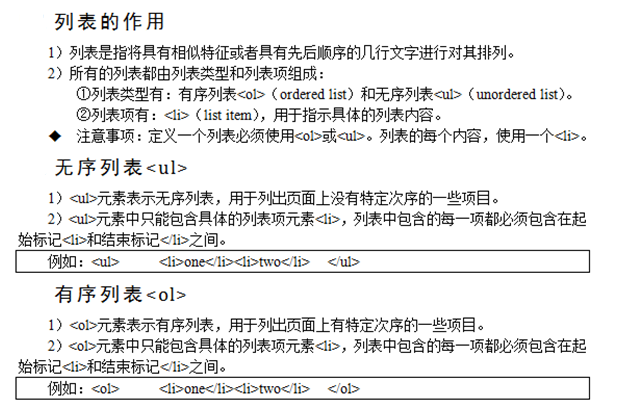 列表的作用
1）列表是指将具有相似特征或者具有先后顺序的几行文字进行对其排列。
2）所有的列表都由列表类型和列表项组成：
①列表类型有：有序列表<ol>（ordered list）和无序列表<ul>（unordered list）。
②列表项有：<li>（list item），用于指示具体的列表内容。
◆ 注意事项：定义一个列表必须使用<ol>或<ul>。列表的每个内容，使用一个<li>。
无序列表<ul>
1）<ul>元素表示无序列表，用于列出页面上没有特定次序的一些项目。
2）<ul>元素中只能包含具体的列表项元素<li>，列表中包含的每一项都必须包含在起
始标记<li>和结束标记</li>之间。
例如：<ul> <li>one</li><li>two</li> </ul>
有序列表<ol>
1）<ol>元素表示有序列表，用于列出页面上有特定次序的一些项目。
2）<ol>元素中只能包含具体的列表项元素<li>，列表中包含的每一项都必须包含在起
始标记<li>和结束标记</li>之间。
例如：<ol> <li>one</li><li>two</li> </ol>